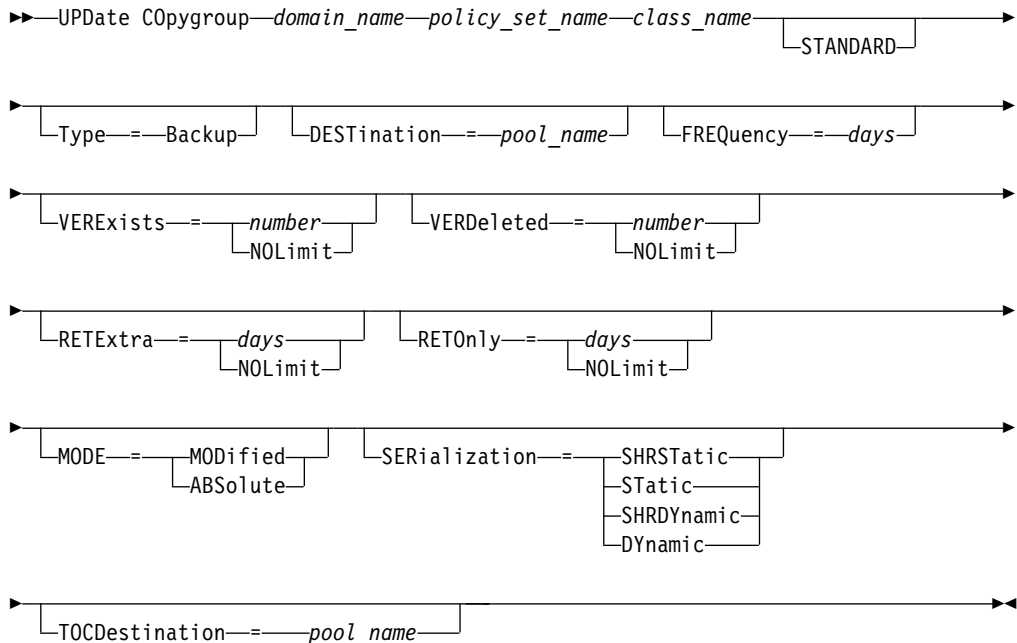 UPDate COpygroup domain_name policy_set_name class_name
STANDARD
Type = Backup DESTination = pool_name FREQuency = days
VERExists = number VERDeleted = number
NOLimit NOLimit
RETExtra = days RETOnly = days
NOLimit NOLimit
MODE = MODified SERialization = SHRSTatic
ABSolute STatic
SHRDYnamic
DYnamic
TOCDestination = pool_name